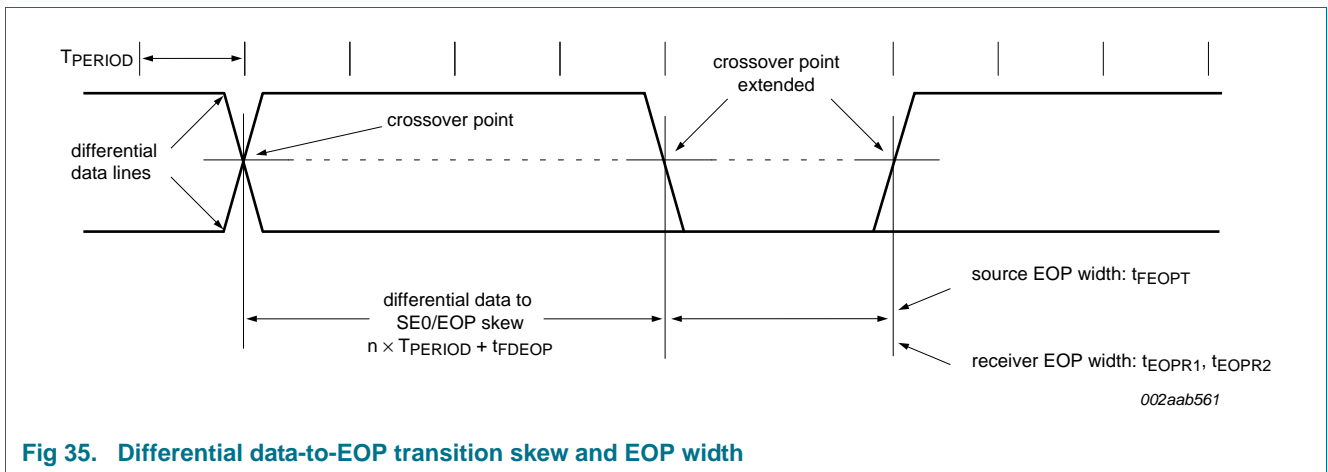 TPERIOD
crossover point
extended
crossover point
differential
data lines
differential data to
SE0/EOP skew
n × TPERIOD + tFDEOP
source EOP width: tFEOPT
receiver EOP width: tEOPR1, tEOPR2
002aab561
Fig 35. Differential data-to-EOP transition skew and EOP width